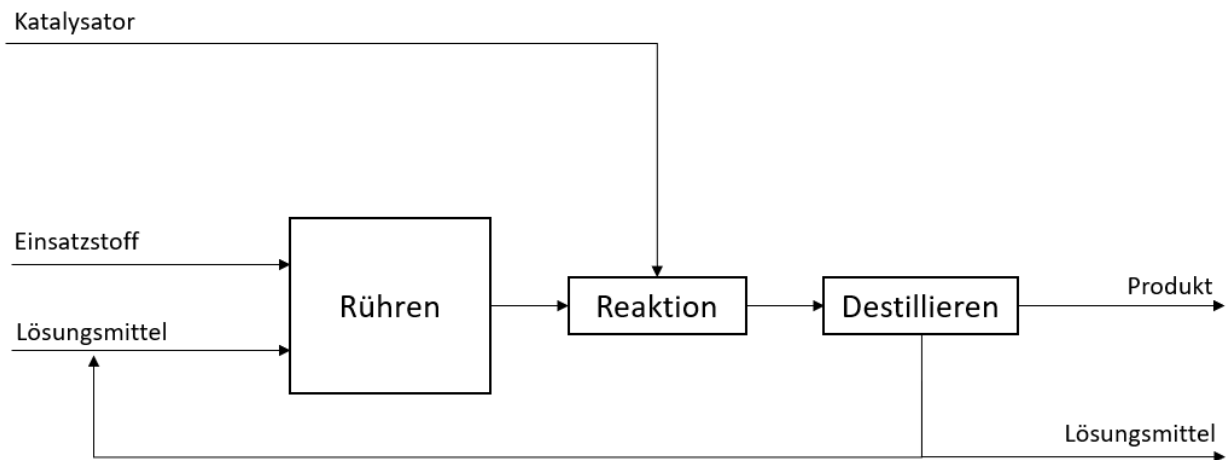 Katalysator
Einsatzstoff
Lösungsmittel
Rühren
Reaktion
Destillieren
Produkt
Lösungsmittel